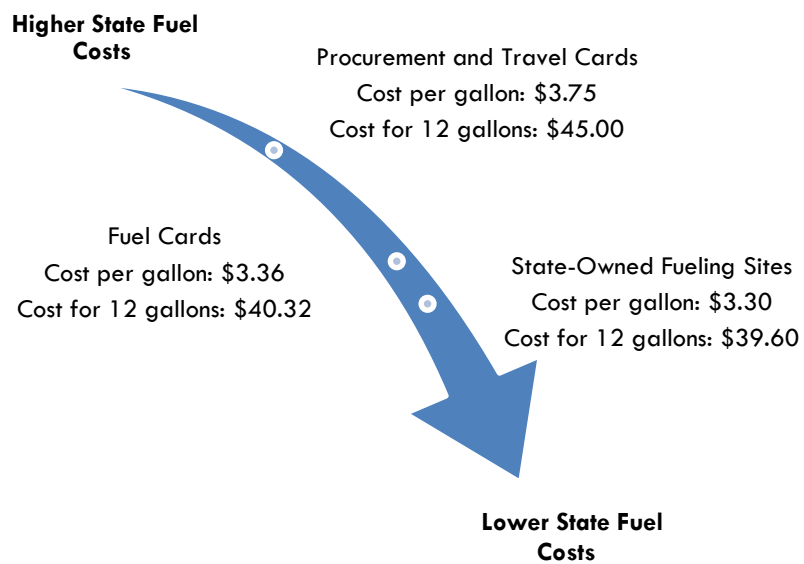 Higher State Fuel
Costs
Procurement and Travel Cards
Cost per gallon: $3.75
Cost for 12 gallons: $45.00
Fuel Cards
Cost per gallon: $3.36
Cost for 12 gallons: $40.32
State-Owned Fueling Sites
Cost per gallon: $3.30
Cost for 12 gallons: $39.60
Lower State Fuel
Costs